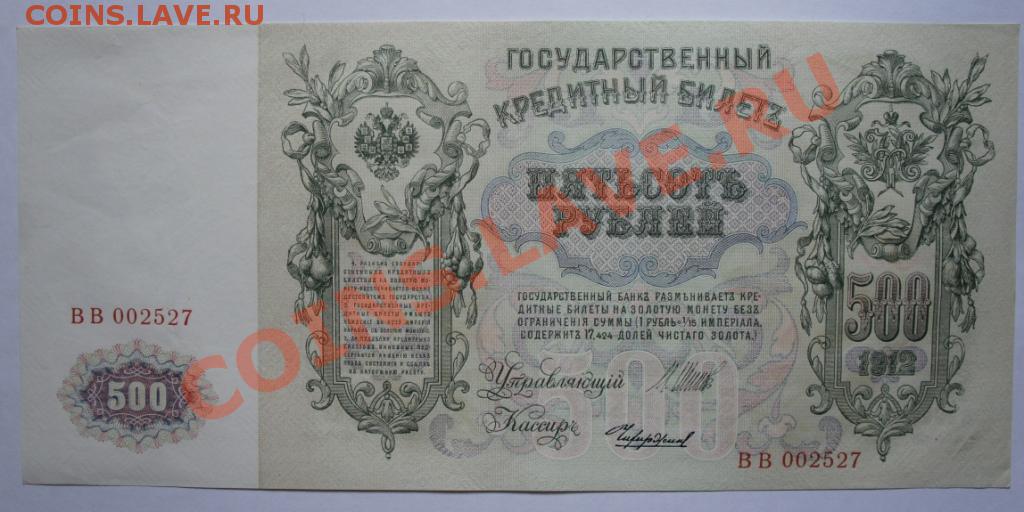 COINS.LAVE.RU
ГОСУДАРСТВЕННЫЙ
КРЕДИТНЫЙ БИЛЕТЪ
ПЯТЬСОТЪ
РУБЛЕЙ
ГОСУДАРСТВЕННЫЙ БАНКЪ РАЗМѢНИВАЕТЪ КРЕ-
ДИТНЫЕ БИЛЕТЫ НА ЗОЛОТУЮ МОНЕТУ БЕЗЪ
ОГРАНИЧЕНІЯ СУММЫ (1 РУБЛЬ = 1/15 ИМПЕРІАЛА,
СОДЕРЖИТЪ 17,424 ДОЛЕЙ ЧИСТАГО ЗОЛОТА.)
500
1912
ВВ 002527
500
Управляющій
Кассиръ
500
ВВ 002527
COINS.LAVE.RU